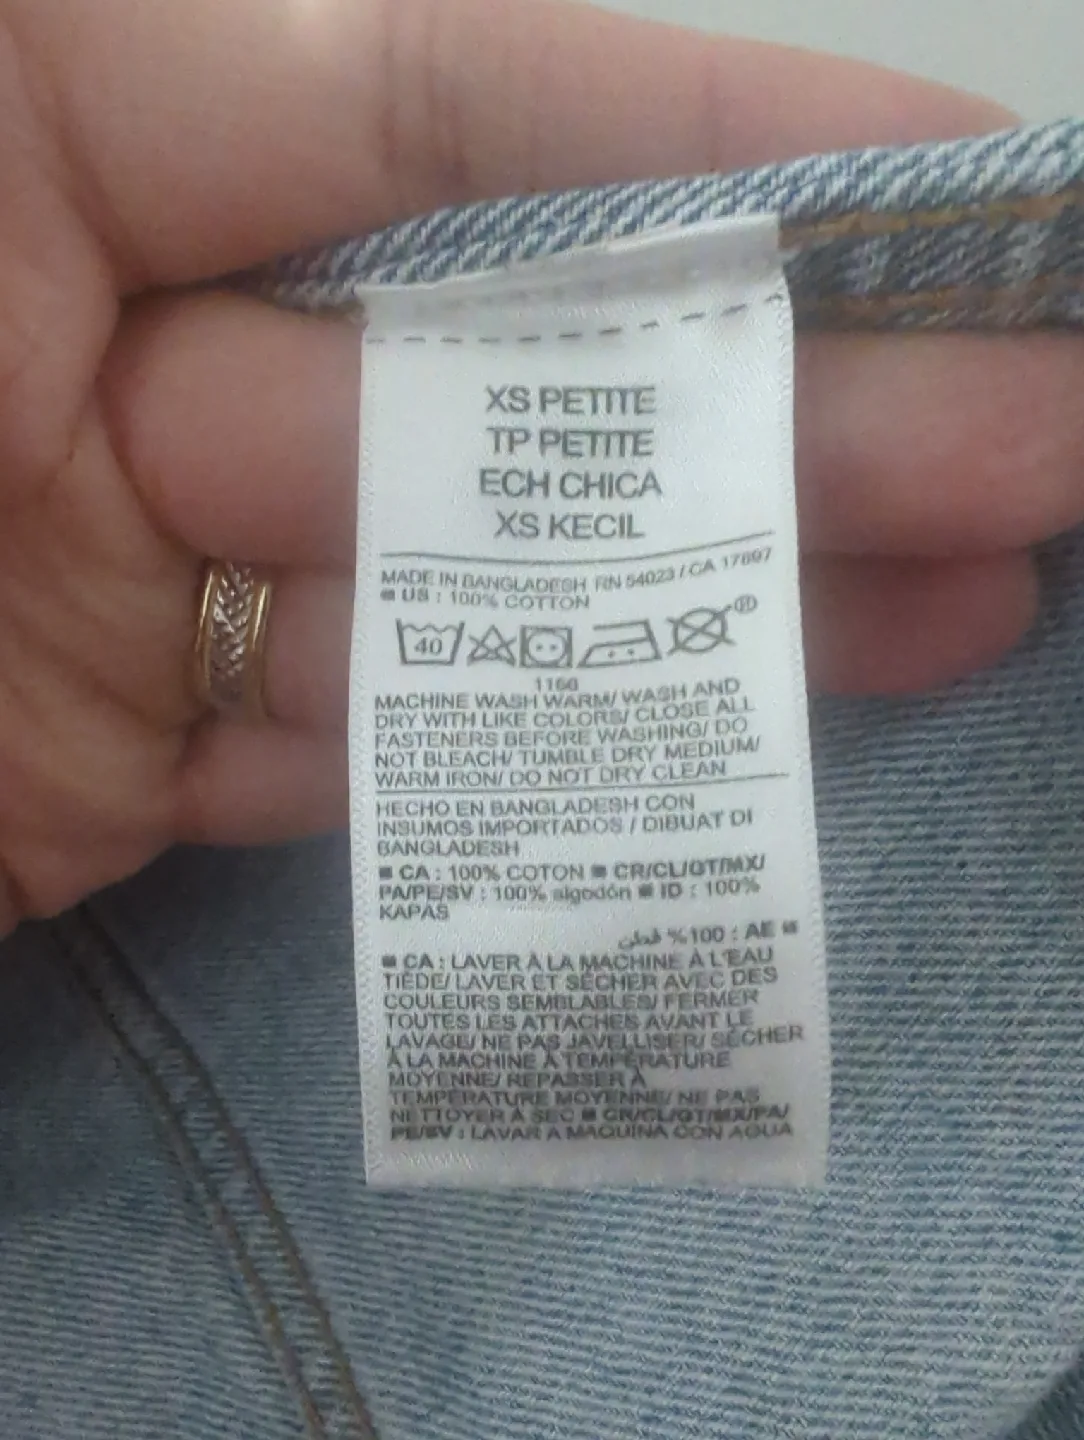 XS PETITE
TP PETITE
ECH CHICA
XS KECIL
MADE IN BANGLADESH RN 54023 / CA 17897
US : 100% COTTON
40
1160
MACHINE WASH WARM/ WASH AND
DRY WITH LIKE COLORS/ CLOSE ALL
FASTENERS BEFORE WASHING/ DO
NOT BLEACH/ TUMBLE DRY MEDIUM/
WARM IRON/ DO NOT DRY CLEAN
HECHO EN BANGLADESH CON
INSUMOS IMPORTADOS / DIBUAT DI
BANGLADESH
■ CA : 100% COTON ■ CR/CL/GT/MX/
PA/PE/SV : 100% algodón ■ ID : 100%
KAPAS
■ AE : 100% قطن
■ CA : LAVER À LA MACHINE À L'EAU
TIÈDE/ LAVER ET SÉCHER AVEC DES
COULEURS SEMBLABLES/ FERMER
TOUTES LES ATTACHES AVANT LE
LAVAGE/ NE PAS JAVELLISER/ SÉCHER
À LA MACHINE À TEMPÉRATURE
MOYENNE/ REPASSER À
TEMPÉRATURE MOYENNE/ NE PAS
NETTOYER À SEC ■ CR/CL/GT/MX/PA/
PE/SV : LAVAR A MAQUINA CON AGUA